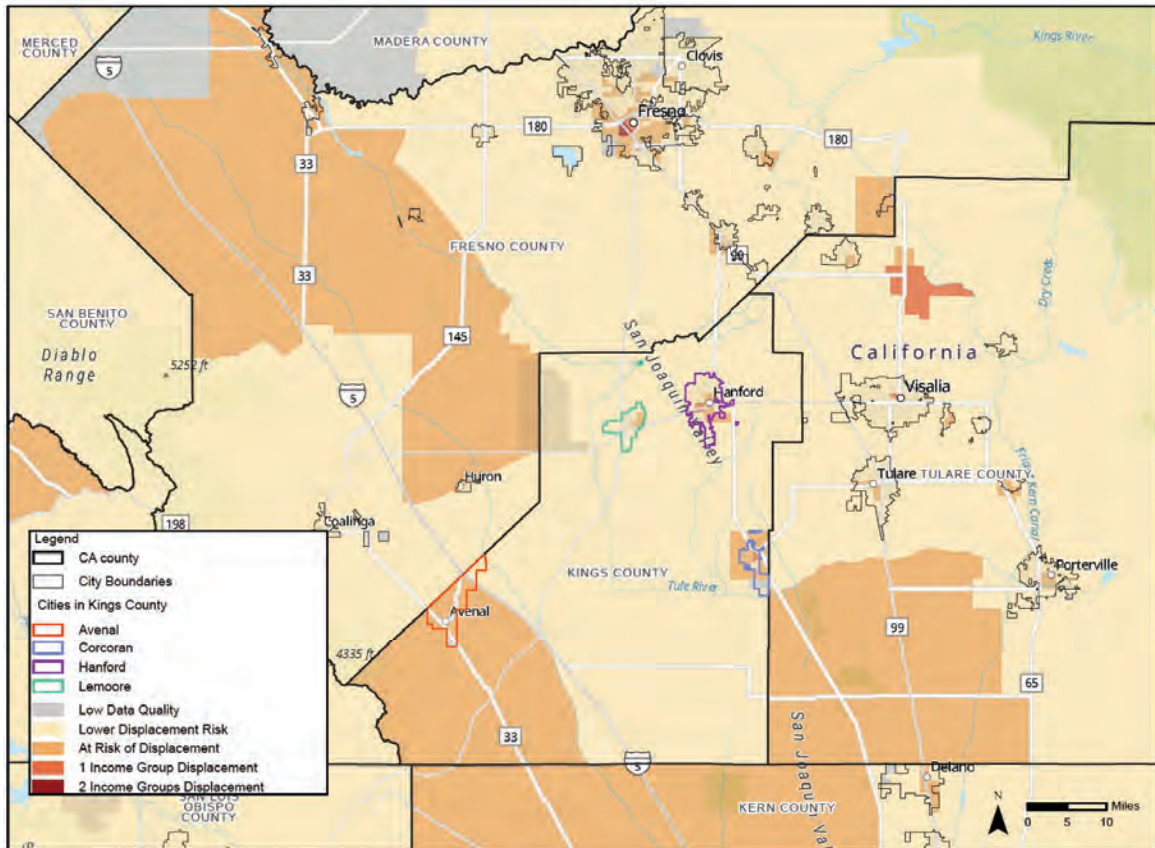 MERCED
COUNTY
MADERA COUNTY
Kings River
5
Clovis
Fresno
180
180
33
FRESNO COUNTY
33
99
SAN BENITO
COUNTY
Diablo
Range
5252 ft
145
5
San Joaquin Valley
California
Hanford
Visalia
Huron
Tulare
TULARE COUNTY
Friant Kern Canal
198
Coalinga
KINGS COUNTY
Tule River
Porterville
Avenal
99
4335 ft
65
33
5
San Joaquin Val
Delano
KERN COUNTY
SAN LUIS
OBISPO
COUNTY
Legend
CA county
City Boundaries
Cities in Kings County
Avenal
Corcoran
Hanford
Lemoore
Low Data Quality
Lower Displacement Risk
At Risk of Displacement
1 Income Group Displacement
2 Income Groups Displacement
N
Miles
0 5 10